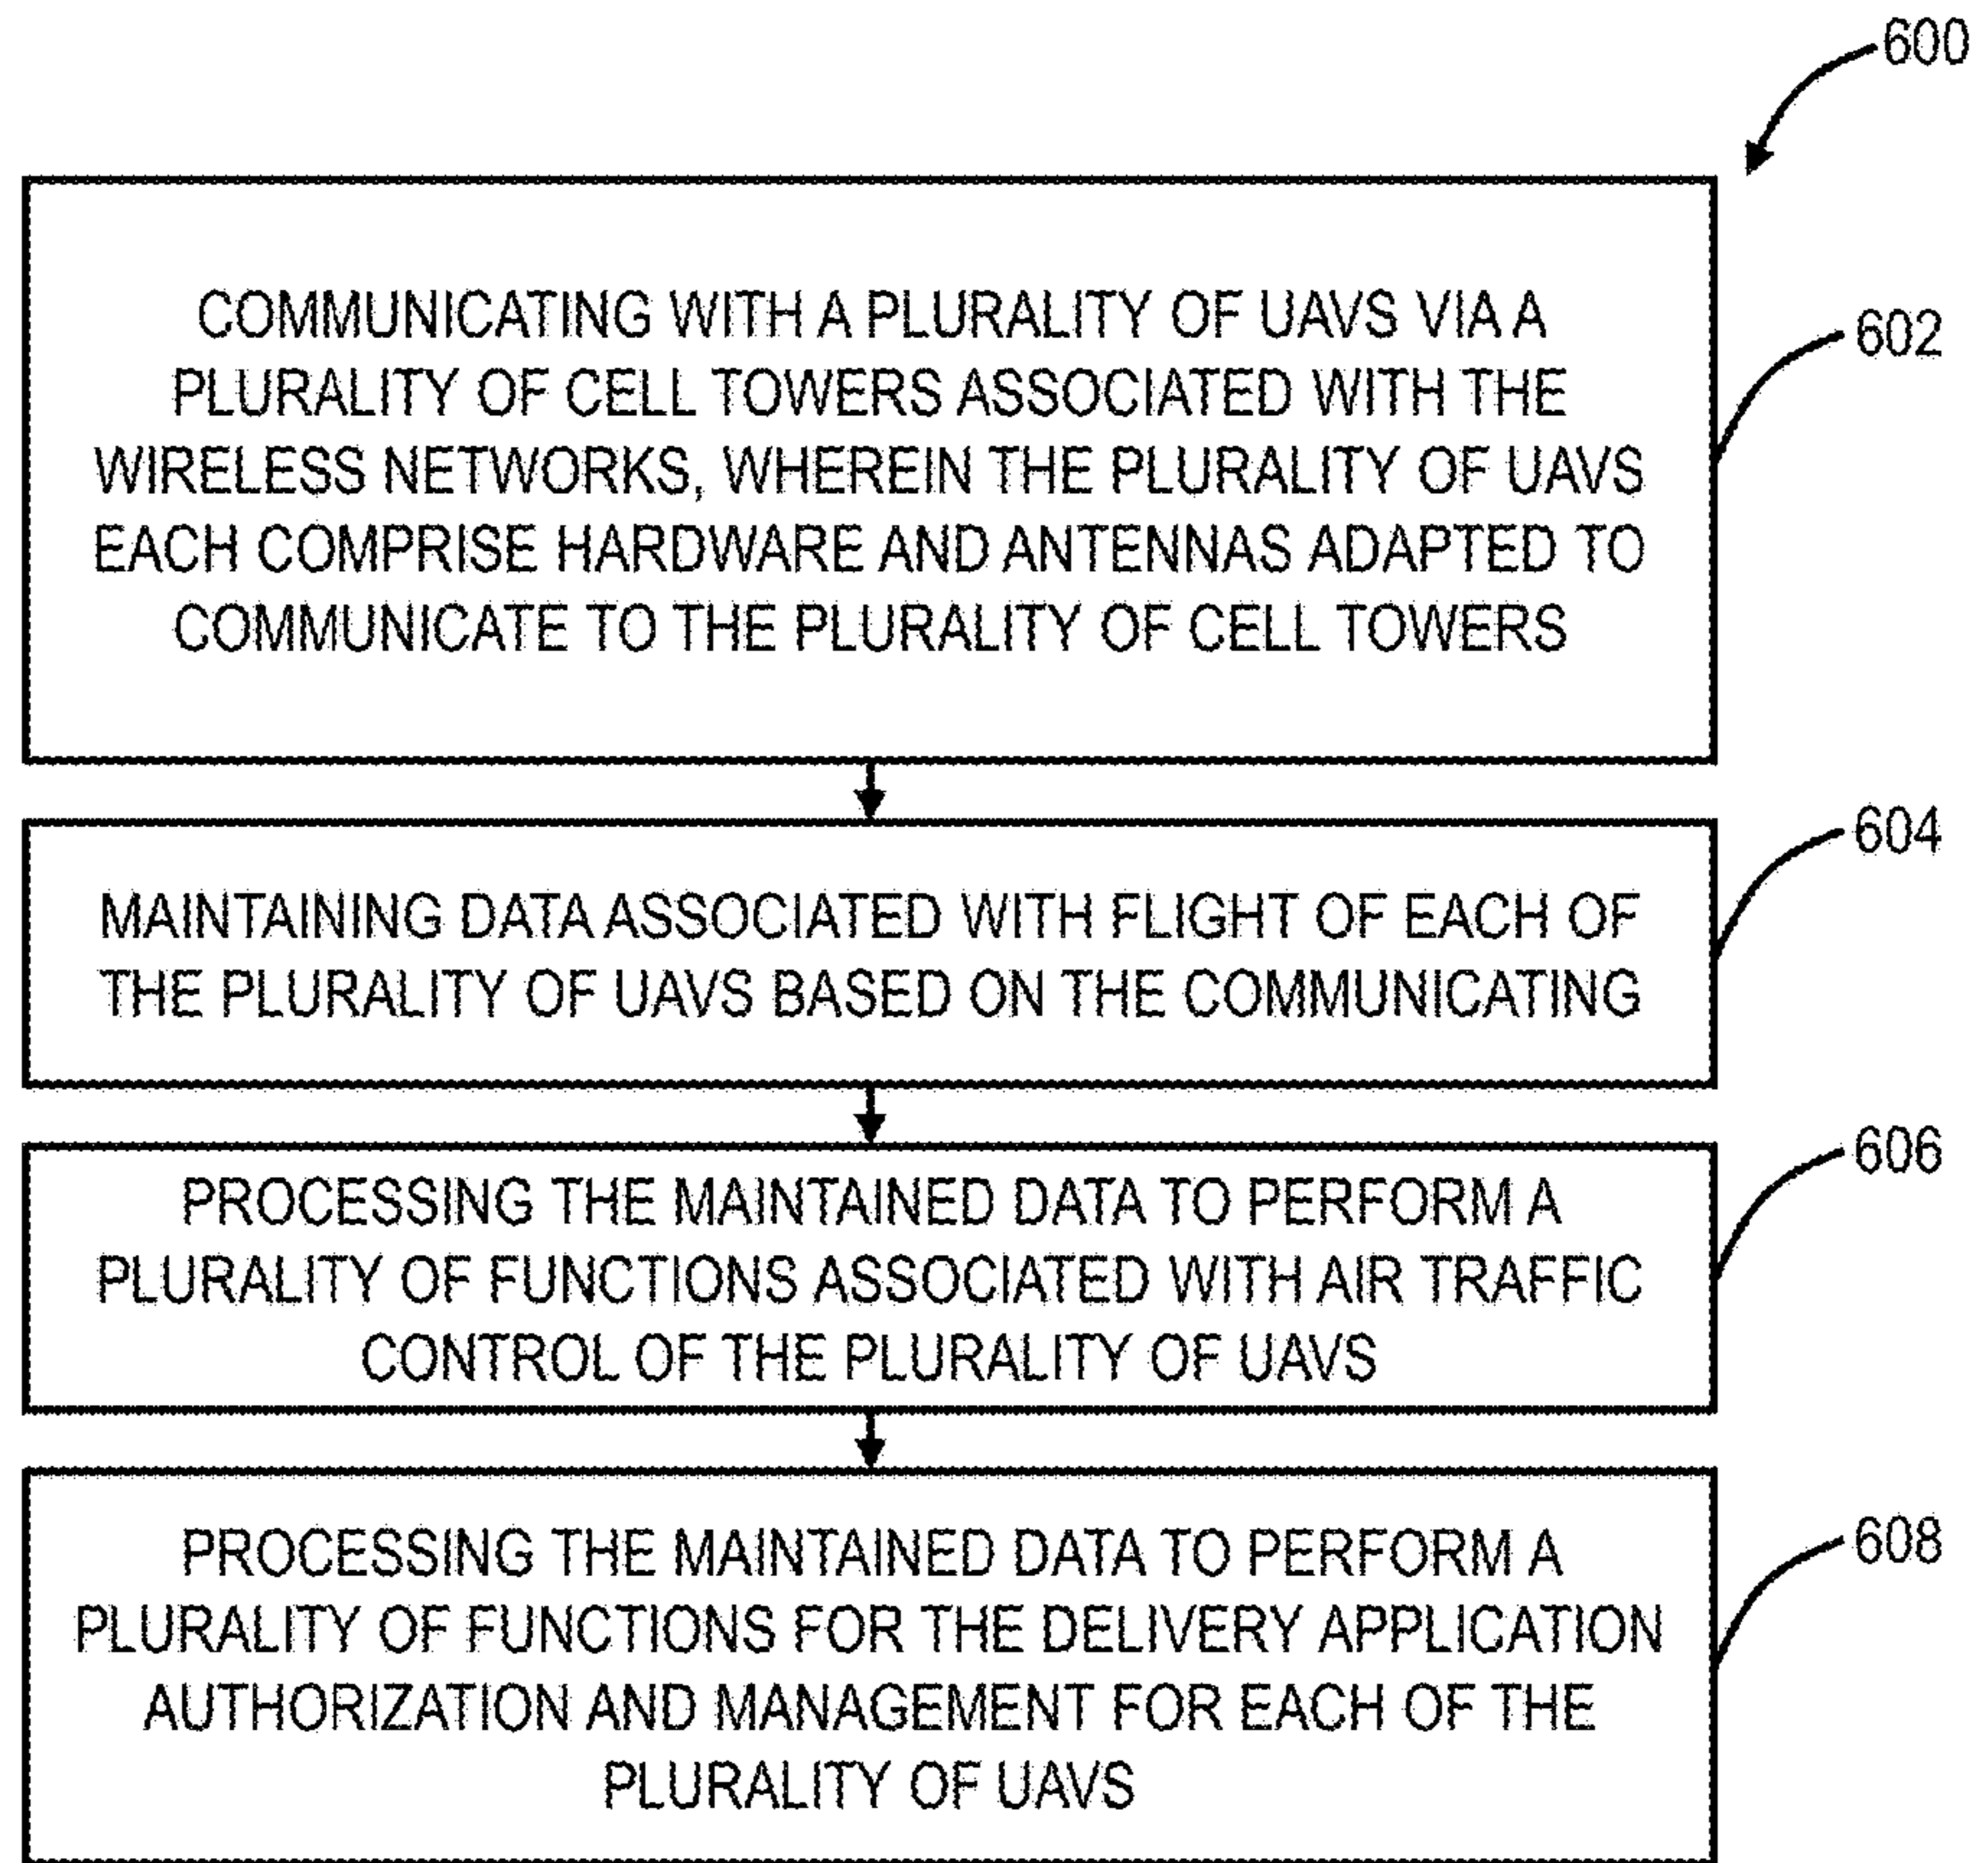 600
COMMUNICATING WITH A PLURALITY OF UAVS VIA A
PLURALITY OF CELL TOWERS ASSOCIATED WITH THE
WIRELESS NETWORKS, WHEREIN THE PLURALITY OF UAVS
EACH COMPRISE HARDWARE AND ANTENNAS ADAPTED TO
COMMUNICATE TO THE PLURALITY OF CELL TOWERS
602
MAINTAINING DATA ASSOCIATED WITH FLIGHT OF EACH OF
THE PLURALITY OF UAVS BASED ON THE COMMUNICATING
604
PROCESSING THE MAINTAINED DATA TO PERFORM A
PLURALITY OF FUNCTIONS ASSOCIATED WITH AIR TRAFFIC
CONTROL OF THE PLURALITY OF UAVS
606
PROCESSING THE MAINTAINED DATA TO PERFORM A
PLURALITY OF FUNCTIONS FOR THE DELIVERY APPLICATION
AUTHORIZATION AND MANAGEMENT FOR EACH OF THE
PLURALITY OF UAVS
608